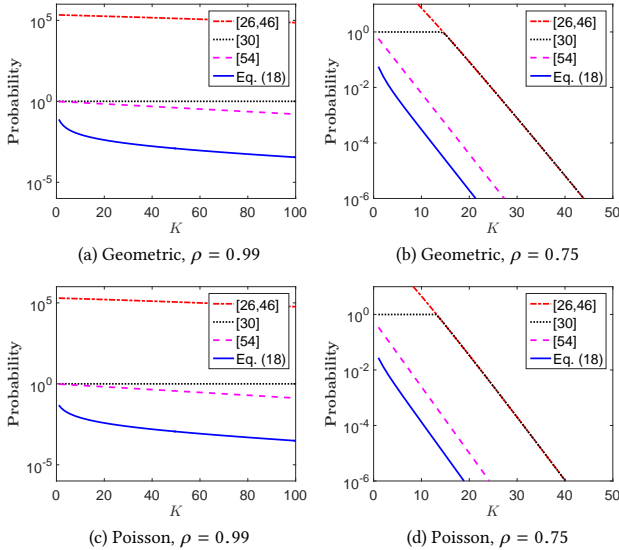 10^5
10^0
10^-5
Probability
0 20 40 60 80 100
K
[26,46]
[30]
[54]
Eq. (18)
(a) Geometric, ρ = 0.99
10^0
10^-2
10^-4
10^-6
Probability
0 10 20 30 40 50
K
[26,46]
[30]
[54]
Eq. (18)
(b) Geometric, ρ = 0.75
10^5
10^0
10^-5
Probability
0 20 40 60 80 100
K
[26,46]
[30]
[54]
Eq. (18)
(c) Poisson, ρ = 0.99
10^0
10^-2
10^-4
10^-6
Probability
0 10 20 30 40 50
K
[26,46]
[30]
[54]
Eq. (18)
(d) Poisson, ρ = 0.75